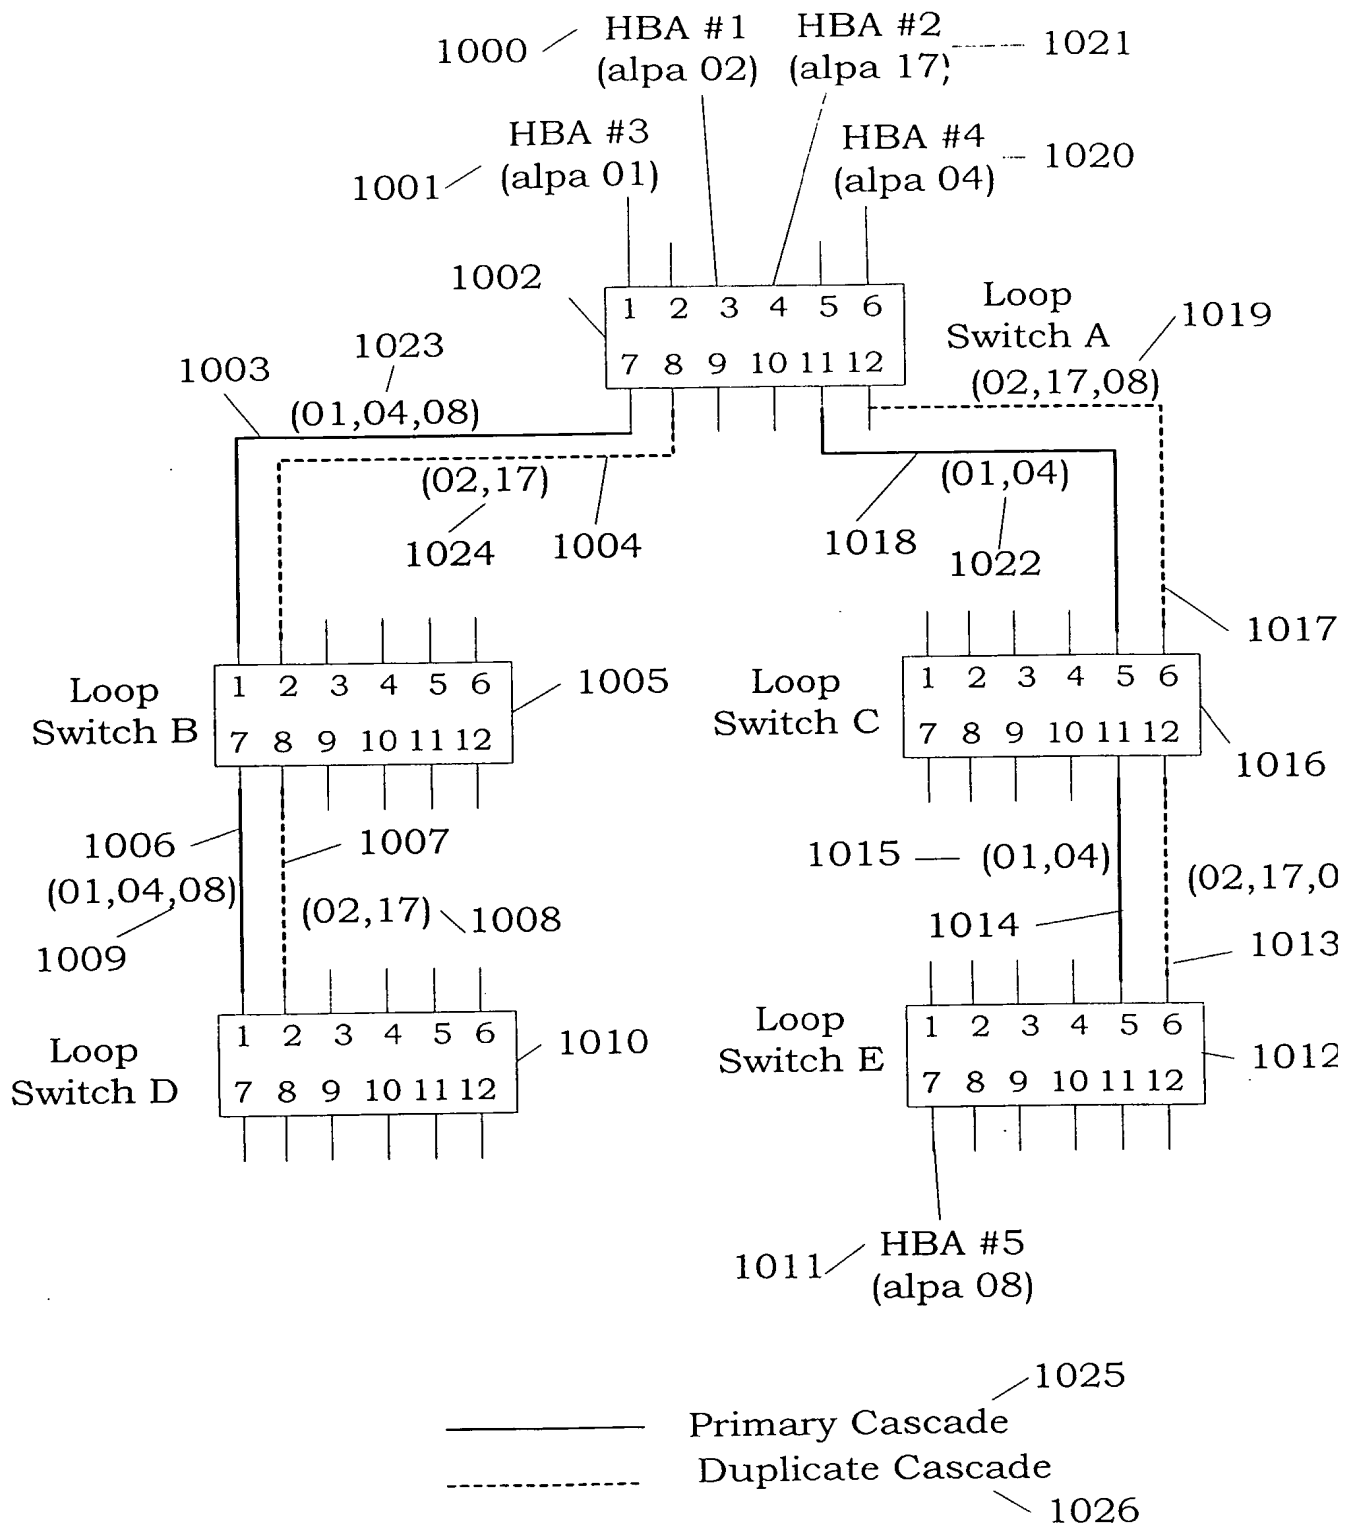 1000
HBA #1
(alpa 02)
HBA #2
(alpa 17)
1021
HBA #3
(alpa 01)
1001
HBA #4
(alpa 04)
1020
1002
1 2 3 4 5 6
7 8 9 10 11 12
Loop
Switch A
1019
(02,17,08)
1023
1003
(01,04,08)
(02,17)
1024
1004
(01,04)
1018
1022
1017
Loop
Switch B
1 2 3 4 5 6
7 8 9 10 11 12
1005
Loop
Switch C
1 2 3 4 5 6
7 8 9 10 11 12
1016
1006
(01,04,08)
1009
1007
(02,17)
1008
1015
(01,04)
(02,17,0
1014
1013
Loop
Switch D
1 2 3 4 5 6
7 8 9 10 11 12
1010
Loop
Switch E
1 2 3 4 5 6
7 8 9 10 11 12
1012
1011
HBA #5
(alpa 08)
1025
Primary Cascade
Duplicate Cascade
1026